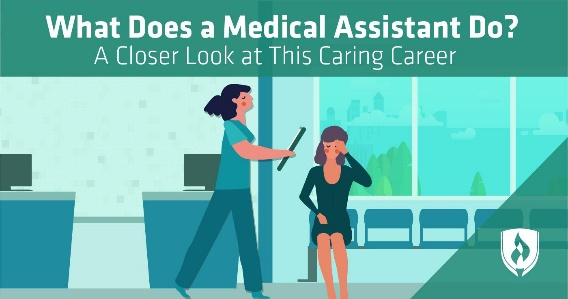 What Does a Medical Assistant Do?
A Closer Look at This Caring Career